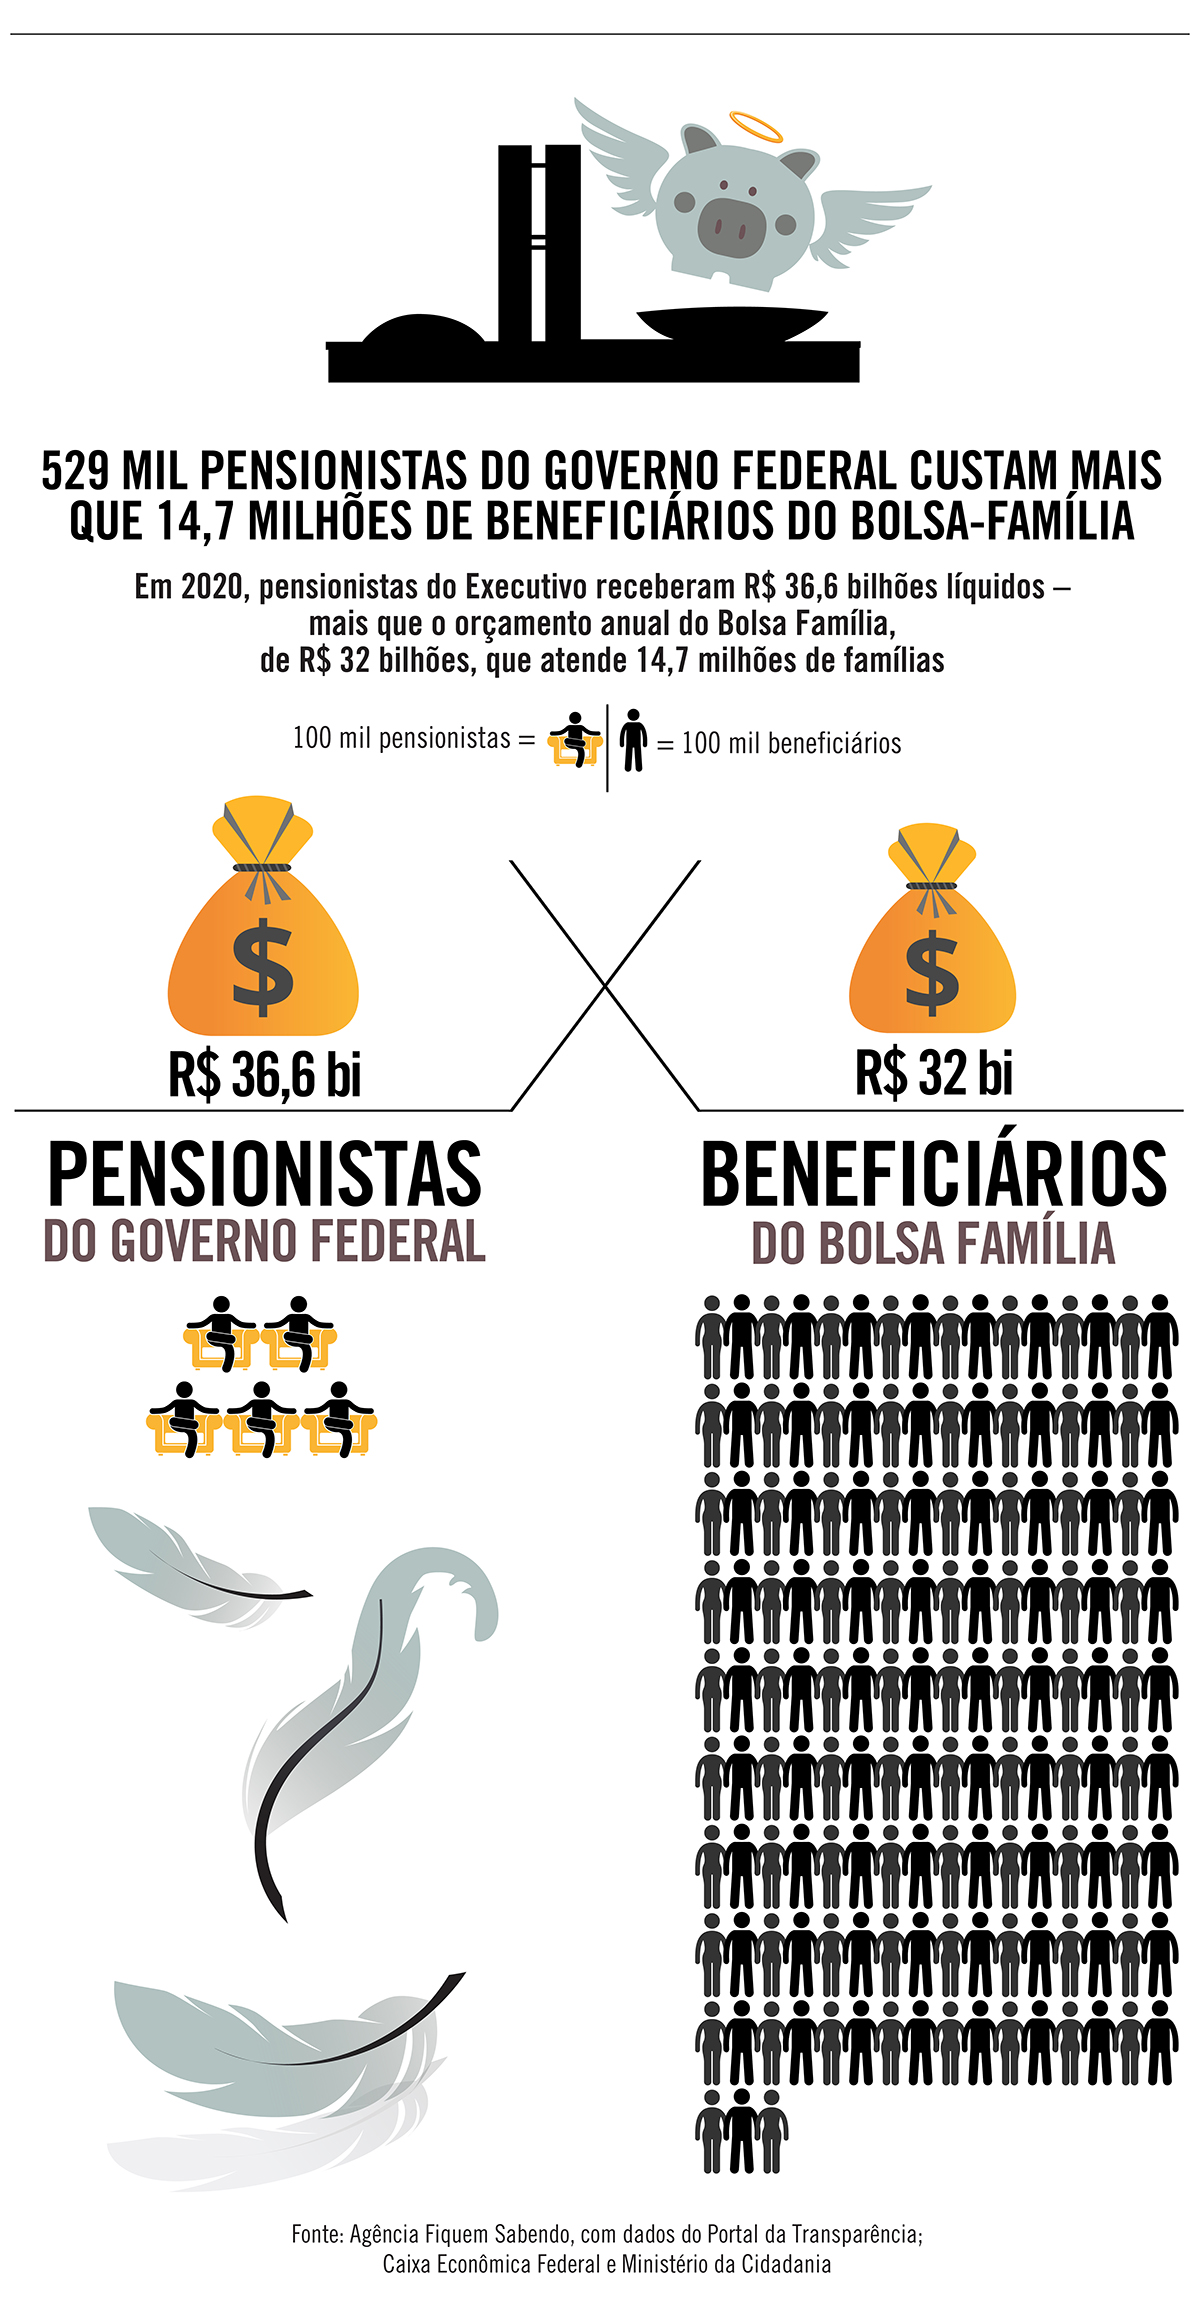 529 MIL PENSIONISTAS DO GOVERNO FEDERAL CUSTAM MAIS
QUE 14,7 MILHÕES DE BENEFICIÁRIOS DO BOLSA-FAMÍLIA
Em 2020, pensionistas do Executivo receberam R$ 36,6 bilhões líquidos –
mais que o orçamento anual do Bolsa Família,
de R$ 32 bilhões, que atende 14,7 milhões de famílias
100 mil pensionistas = = 100 mil beneficiários
$
$
R$ 36,6 bi
R$ 32 bi
PENSIONISTAS
DO GOVERNO FEDERAL
BENEFICIÁRIOS
DO BOLSA FAMÍLIA
Fonte: Agência Fiquem Sabendo, com dados do Portal da Transparência;
Caixa Econômica Federal e Ministério da Cidadania